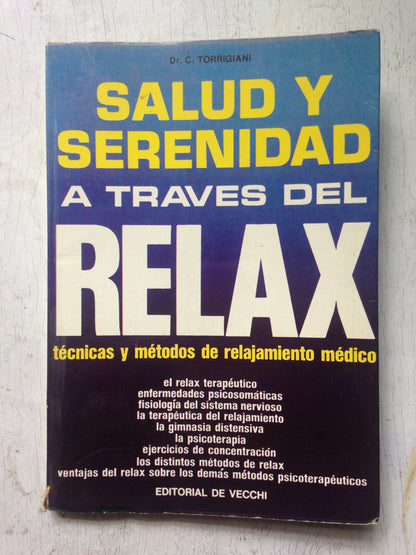 Dr. C. TORRIGIANI
SALUD Y
SERENIDAD
A TRAVES DEL
RELAX
técnicas y métodos de relajamiento médico
el relax terapéutico
enfermedades psicosomáticas
fisiología del sistema nervioso
la terapéutica del relajamiento
la gimnasia distensiva
la psicoterapia
ejercicios de concentración
los distintos métodos de relax
ventajas del relax sobre los demás métodos psicoterapéuticos
EDITORIAL DE VECCHI